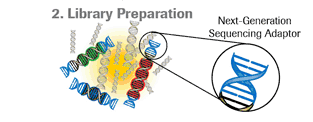 2. Library Preparation
Next-Generation
Sequencing Adaptor